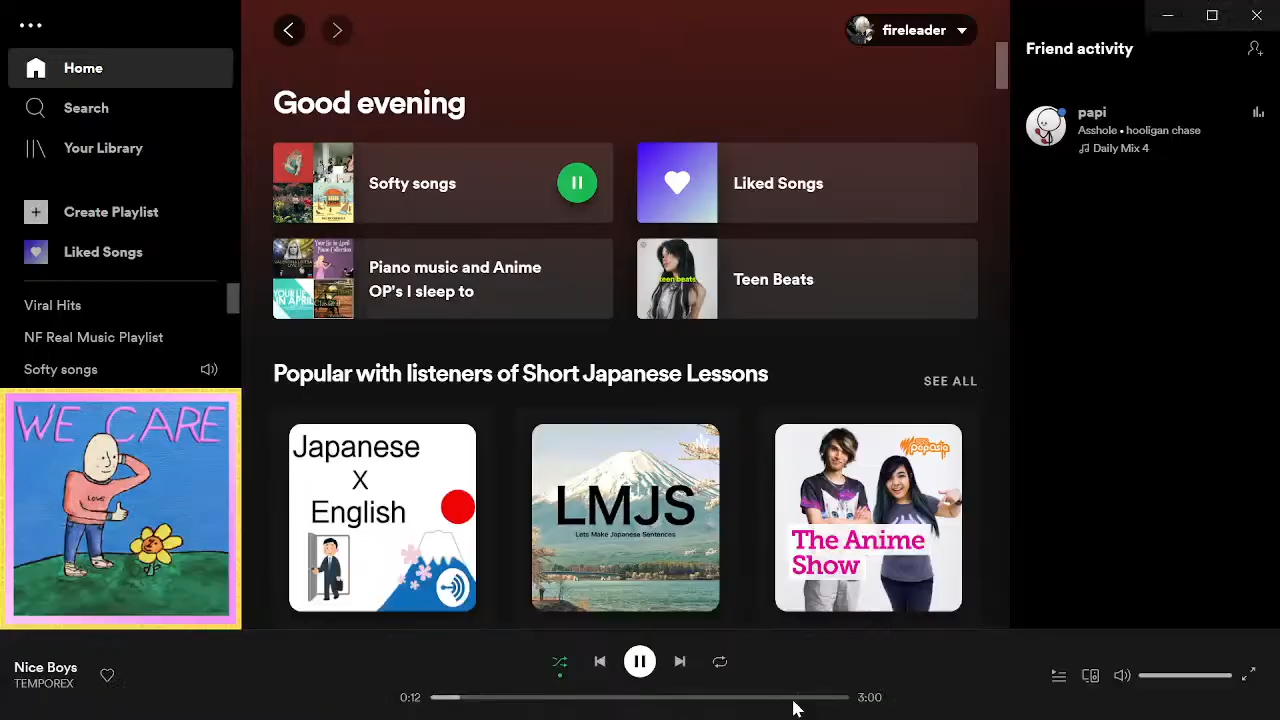 Home
Search
Your Library
Create Playlist
Liked Songs
Viral Hits
NF Real Music Playlist
Softy songs
WE CARE
LOVE
Nice Boys
TEMPOREX
fireleader
Good evening
Softy songs
Liked Songs
Piano music and Anime
OP's I sleep to
Teen Beats
teen beats
Popular with listeners of Short Japanese Lessons
SEE ALL
Japanese
X
English
LMJS
Lets Make Japanese Sentences
popasia
The Anime
Show
0:12
3:00
Friend activity
papi
Asshole • hooligan chase
Daily Mix 4